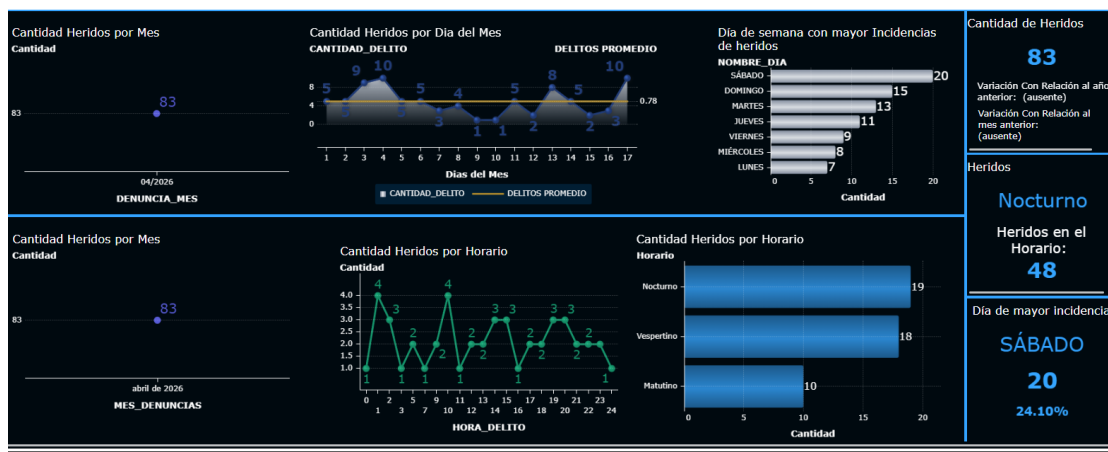 Cantidad Heridos por Mes
Cantidad
83
83
04/2026
DENUNCIA_MES
Cantidad Heridos por Dia del Mes
CANTIDAD_DELITO
DELITOS PROMEDIO
8
4
0
5 5 9 10 5 5 3 4 1 1 5 2 8 5 2 3 10
0.78
1 2 3 4 5 6 7 8 9 10 11 12 13 14 15 16 17
Dias del Mes
CANTIDAD_DELITO DELITOS PROMEDIO
Día de semana con mayor Incidencias
de heridos
NOMBRE_DIA
SÁBADO 20
DOMINGO 15
MARTES 13
JUEVES 11
VIERNES 9
MIÉRCOLES 8
LUNES 7
0 5 10 15 20
Cantidad
Cantidad de Heridos
83
Variación Con Relación al año
anterior: (ausente)
Variación Con Relación al
mes anterior:
(ausente)
Heridos
Nocturno
Heridos en el
Horario:
48
Día de mayor incidencia
SÁBADO
20
24.10%
Cantidad Heridos por Mes
Cantidad
83
83
abril de 2026
MES_DENUNCIAS
Cantidad Heridos por Horario
Cantidad
4.0
3.5
3.0
2.5
2.0
1.5
1.0
1 4 3 1 2 1 2 4 1 2 2 3 3 1 2 2 3 3 2 2 2 1
0 2 5 7 10 12 14 16 18 20 22 24
1 3 6 9 11 13 15 17 19 21 23
HORA_DELITO
Cantidad Heridos por Horario
Horario
Nocturno 19
Vespertino 18
Matutino 10
0 5 10 15 20
Cantidad